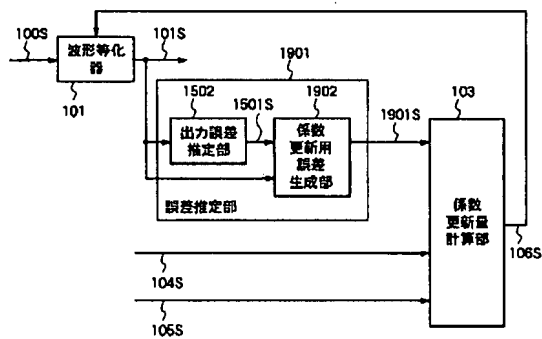 100S
波形等化
器
101
101S
1901
1502
出力誤差
推定部
1501S
1902
係数
更新用
誤差
生成部
誤差推定部
1901S
103
係数
更新量
計算部
106S
104S
105S